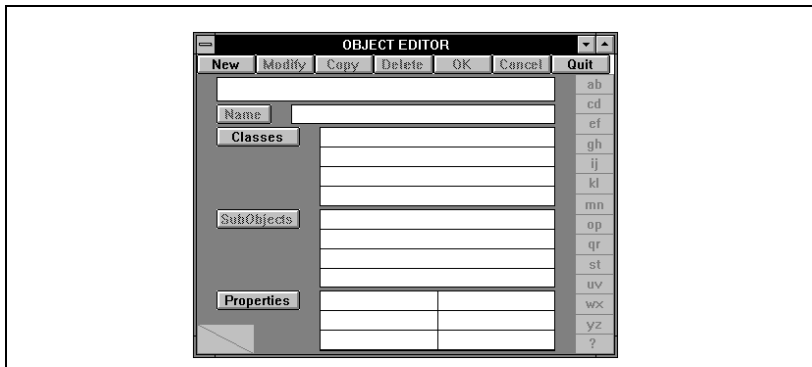 OBJECT EDITOR
New Modify Copy Delete OK Cancel Quit
ab
cd
Name
ef
Classes
gh
ij
kl
mn
SubObjects
op
qr
st
uv
Properties
wx
yz
?